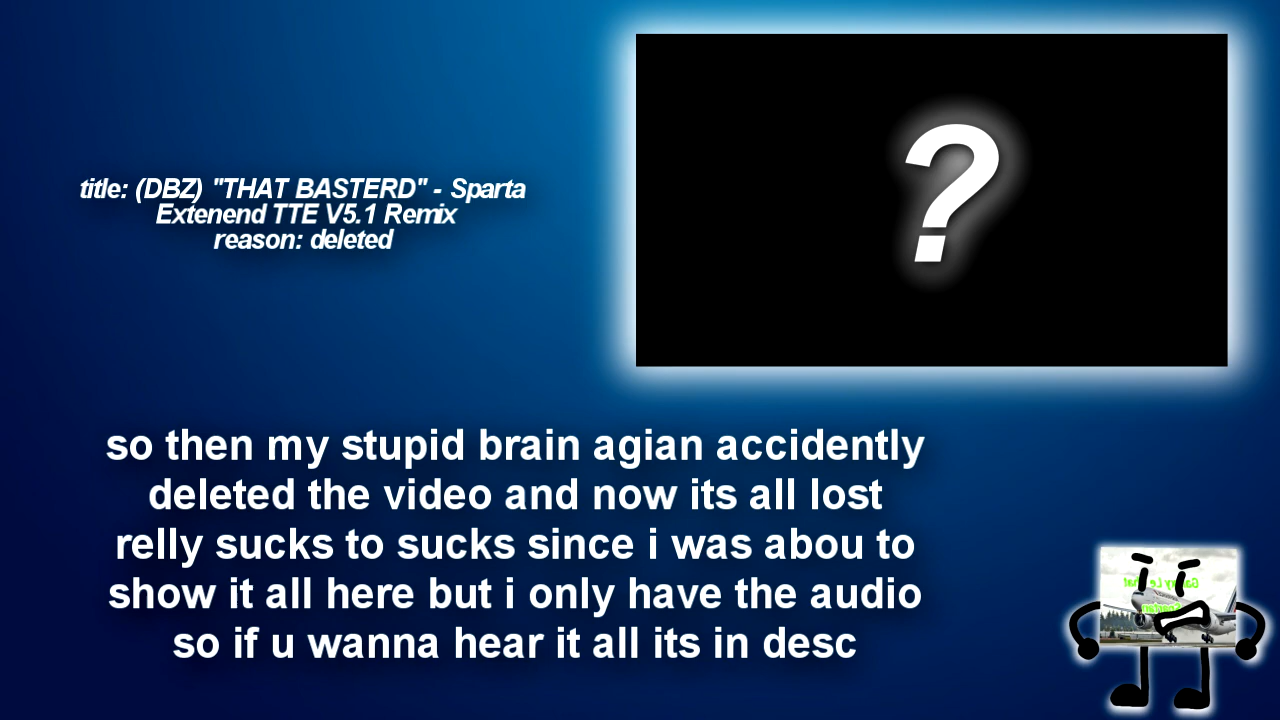 title: (DBZ) "THAT BASTERD" - Sparta
Extenend TTE V5.1 Remix
reason: deleted
?
so then my stupid brain agian accidently
deleted the video and now its all lost
relly sucks to sucks since i was abou to
show it all here but i only have the audio
so if u wanna hear it all its in desc